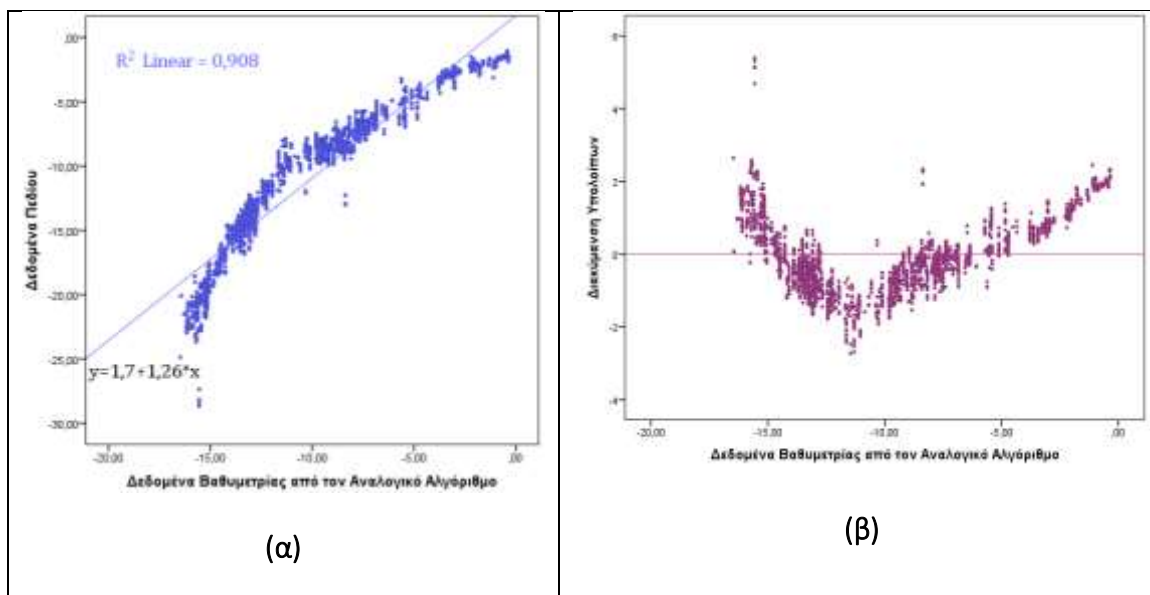 R² Linear = 0,908
y=1,7+1,26*x
Δεδομένα Πεδίου
,00
-5,00
-10,00
-15,00
-20,00
-25,00
-30,00
-20,00 -15,00 -10,00 -5,00 ,00
Δεδομένα Βαθυμετρίας από τον Αναλογικό Αλγόριθμο
(α)
Διακύμενση Υπολοίπων
6
4
2
0
-2
-4
-20,00 -15,00 -10,00 -5,00 ,00
Δεδομένα Βαθυμετρίας από τον Αναλογικό Αλγόριθμο
(β)